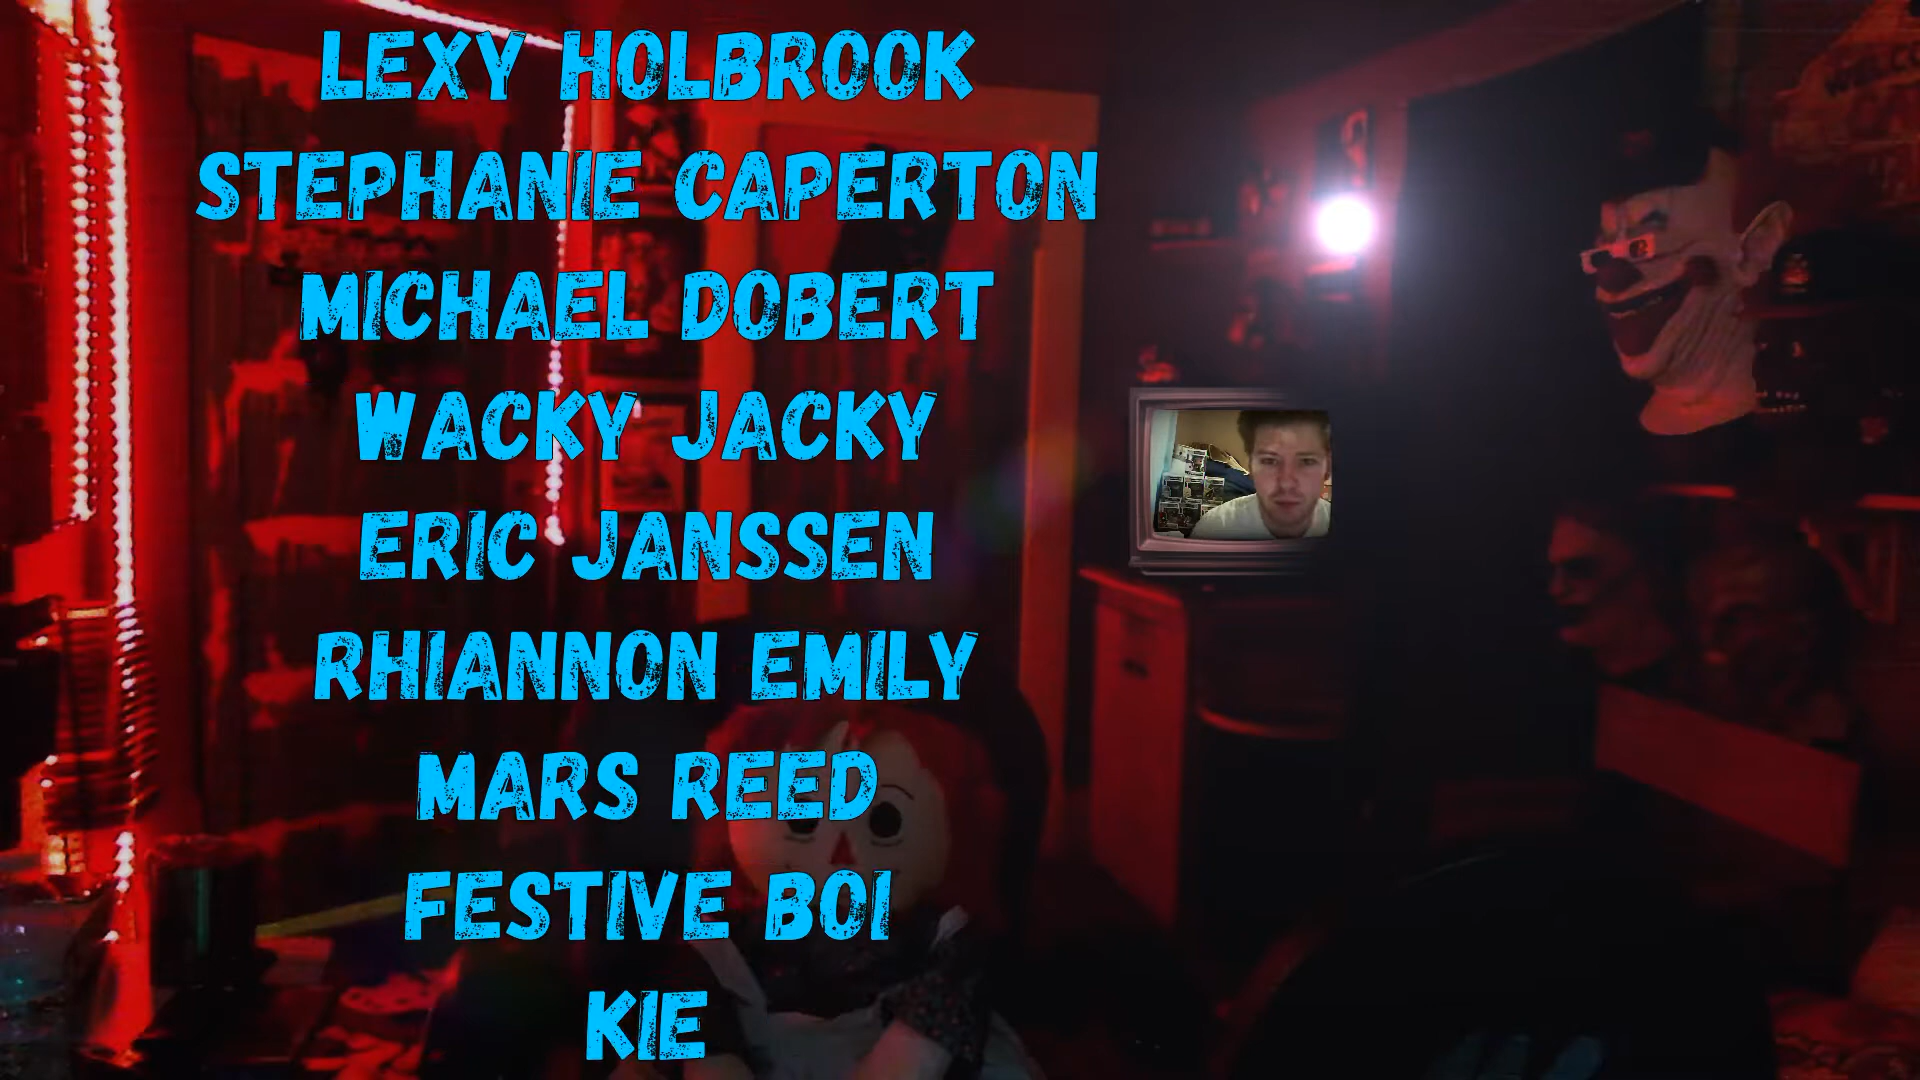 LEXY HOLBROOK
STEPHANIE CAPERTON
MICHAEL DOBERT
WACKY JACKY
ERIC JANSSEN
RHIANNON EMILY
MARS REED
FESTIVE BOI
KIE